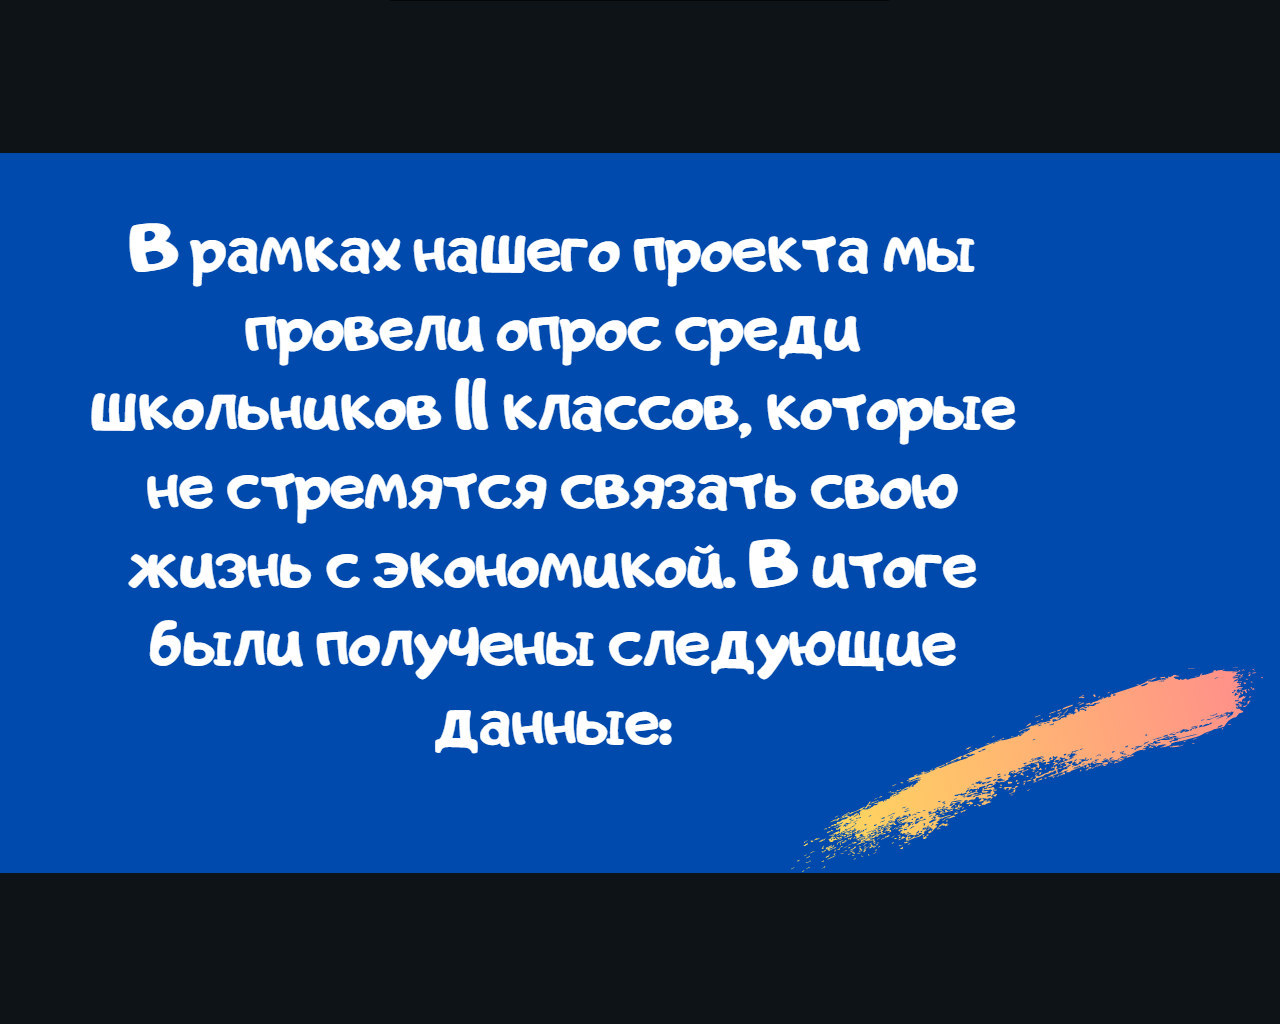 В рамках нашего проекта мы
провели опрос среди
школьников 11 классов, которые
не стремятся связать свою
жизнь с экономикой. В итоге
были получены следующие
данные: